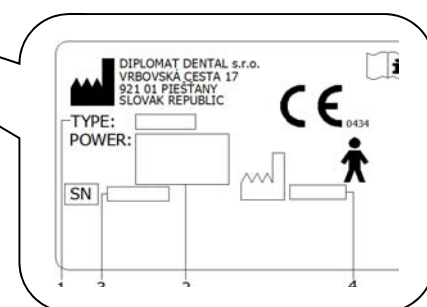 DIPLOMAT DENTAL s.r.o.
VRBOVSKÁ CESTA 17
921 01 PIEŠŤANY
SLOVAK REPUBLIC
CE 0434
TYPE:
POWER:
SN
1 3 2 4